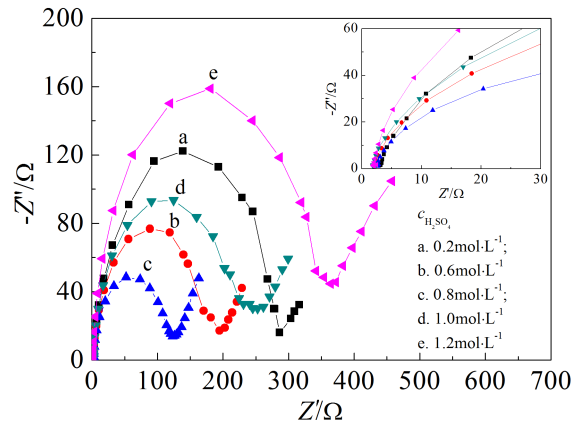 -200
-160
-120
-80
-40
0
-Z''/Ω
0 100 200 300 400 500 600 700
Z'/Ω
e
a
d
b
c
-60
40
20
0
-Z''/Ω
0 10 20 30
Z'/Ω
c H₂SO₄
a. 0.2mol·L⁻¹;
b. 0.6mol·L⁻¹
c. 0.8mol·L⁻¹;
d. 1.0mol·L⁻¹
e. 1.2mol·L⁻¹